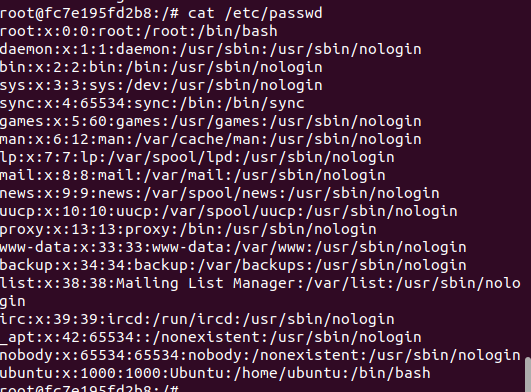 root@fc7e195fd2b8:/# cat /etc/passwd
root:x:0:0:root:/root:/bin/bash
daemon:x:1:1:daemon:/usr/sbin:/usr/sbin/nologin
bin:x:2:2:bin:/bin:/usr/sbin/nologin
sys:x:3:3:sys:/dev:/usr/sbin/nologin
sync:x:4:65534:sync:/bin:/bin/sync
games:x:5:60:games:/usr/games:/usr/sbin/nologin
man:x:6:12:man:/var/cache/man:/usr/sbin/nologin
lp:x:7:7:lp:/var/spool/lpd:/usr/sbin/nologin
mail:x:8:8:mail:/var/mail:/usr/sbin/nologin
news:x:9:9:news:/var/spool/news:/usr/sbin/nologin
uucp:x:10:10:uucp:/var/spool/uucp:/usr/sbin/nologin
proxy:x:13:13:proxy:/bin:/usr/sbin/nologin
www-data:x:33:33:www-data:/var/www:/usr/sbin/nologin
backup:x:34:34:backup:/var/backups:/usr/sbin/nologin
list:x:38:38:Mailing List Manager:/var/list:/usr/sbin/nolo
gin
irc:x:39:39:ircd:/run/ircd:/usr/sbin/nologin
_apt:x:42:65534::/nonexistent:/usr/sbin/nologin
nobody:x:65534:65534:nobody:/nonexistent:/usr/sbin/nologin
ubuntu:x:1000:1000:Ubuntu:/home/ubuntu:/bin/bash
root@fc7e195fd2b8:/#